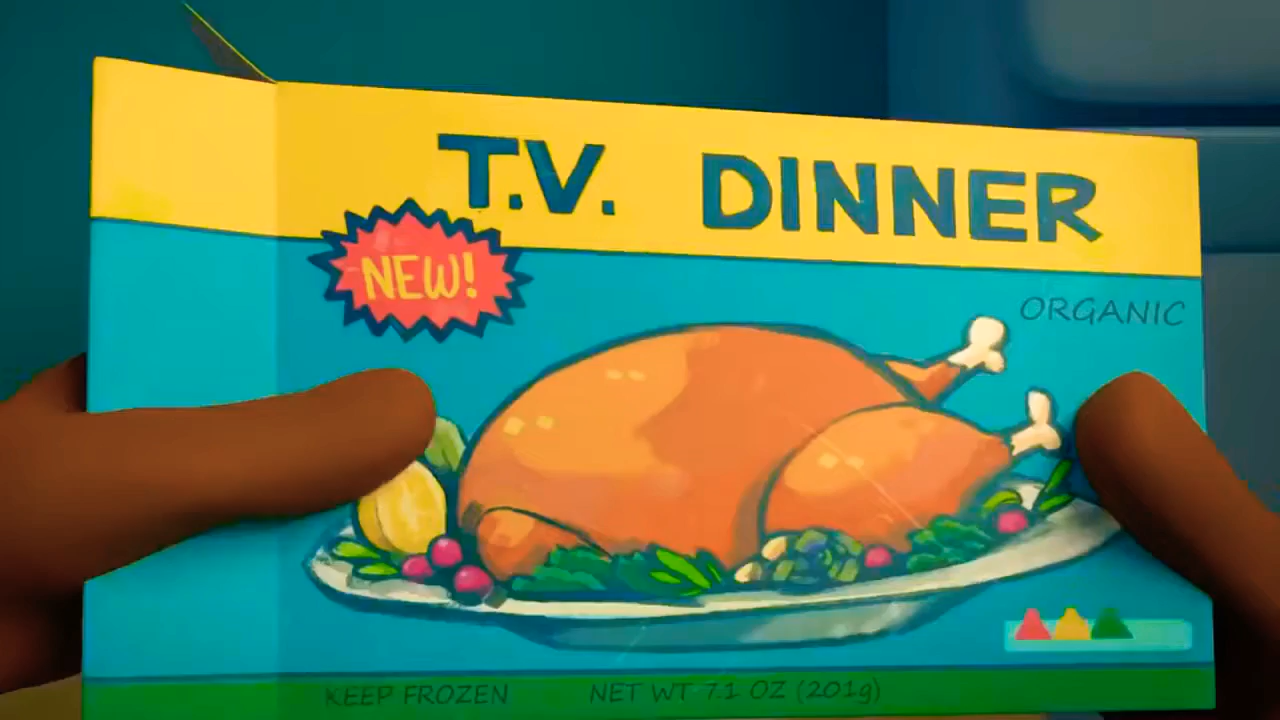 T.V. DINNER
NEW!
ORGANIC
KEEP FROZEN NET WT 7.1 OZ (201g)